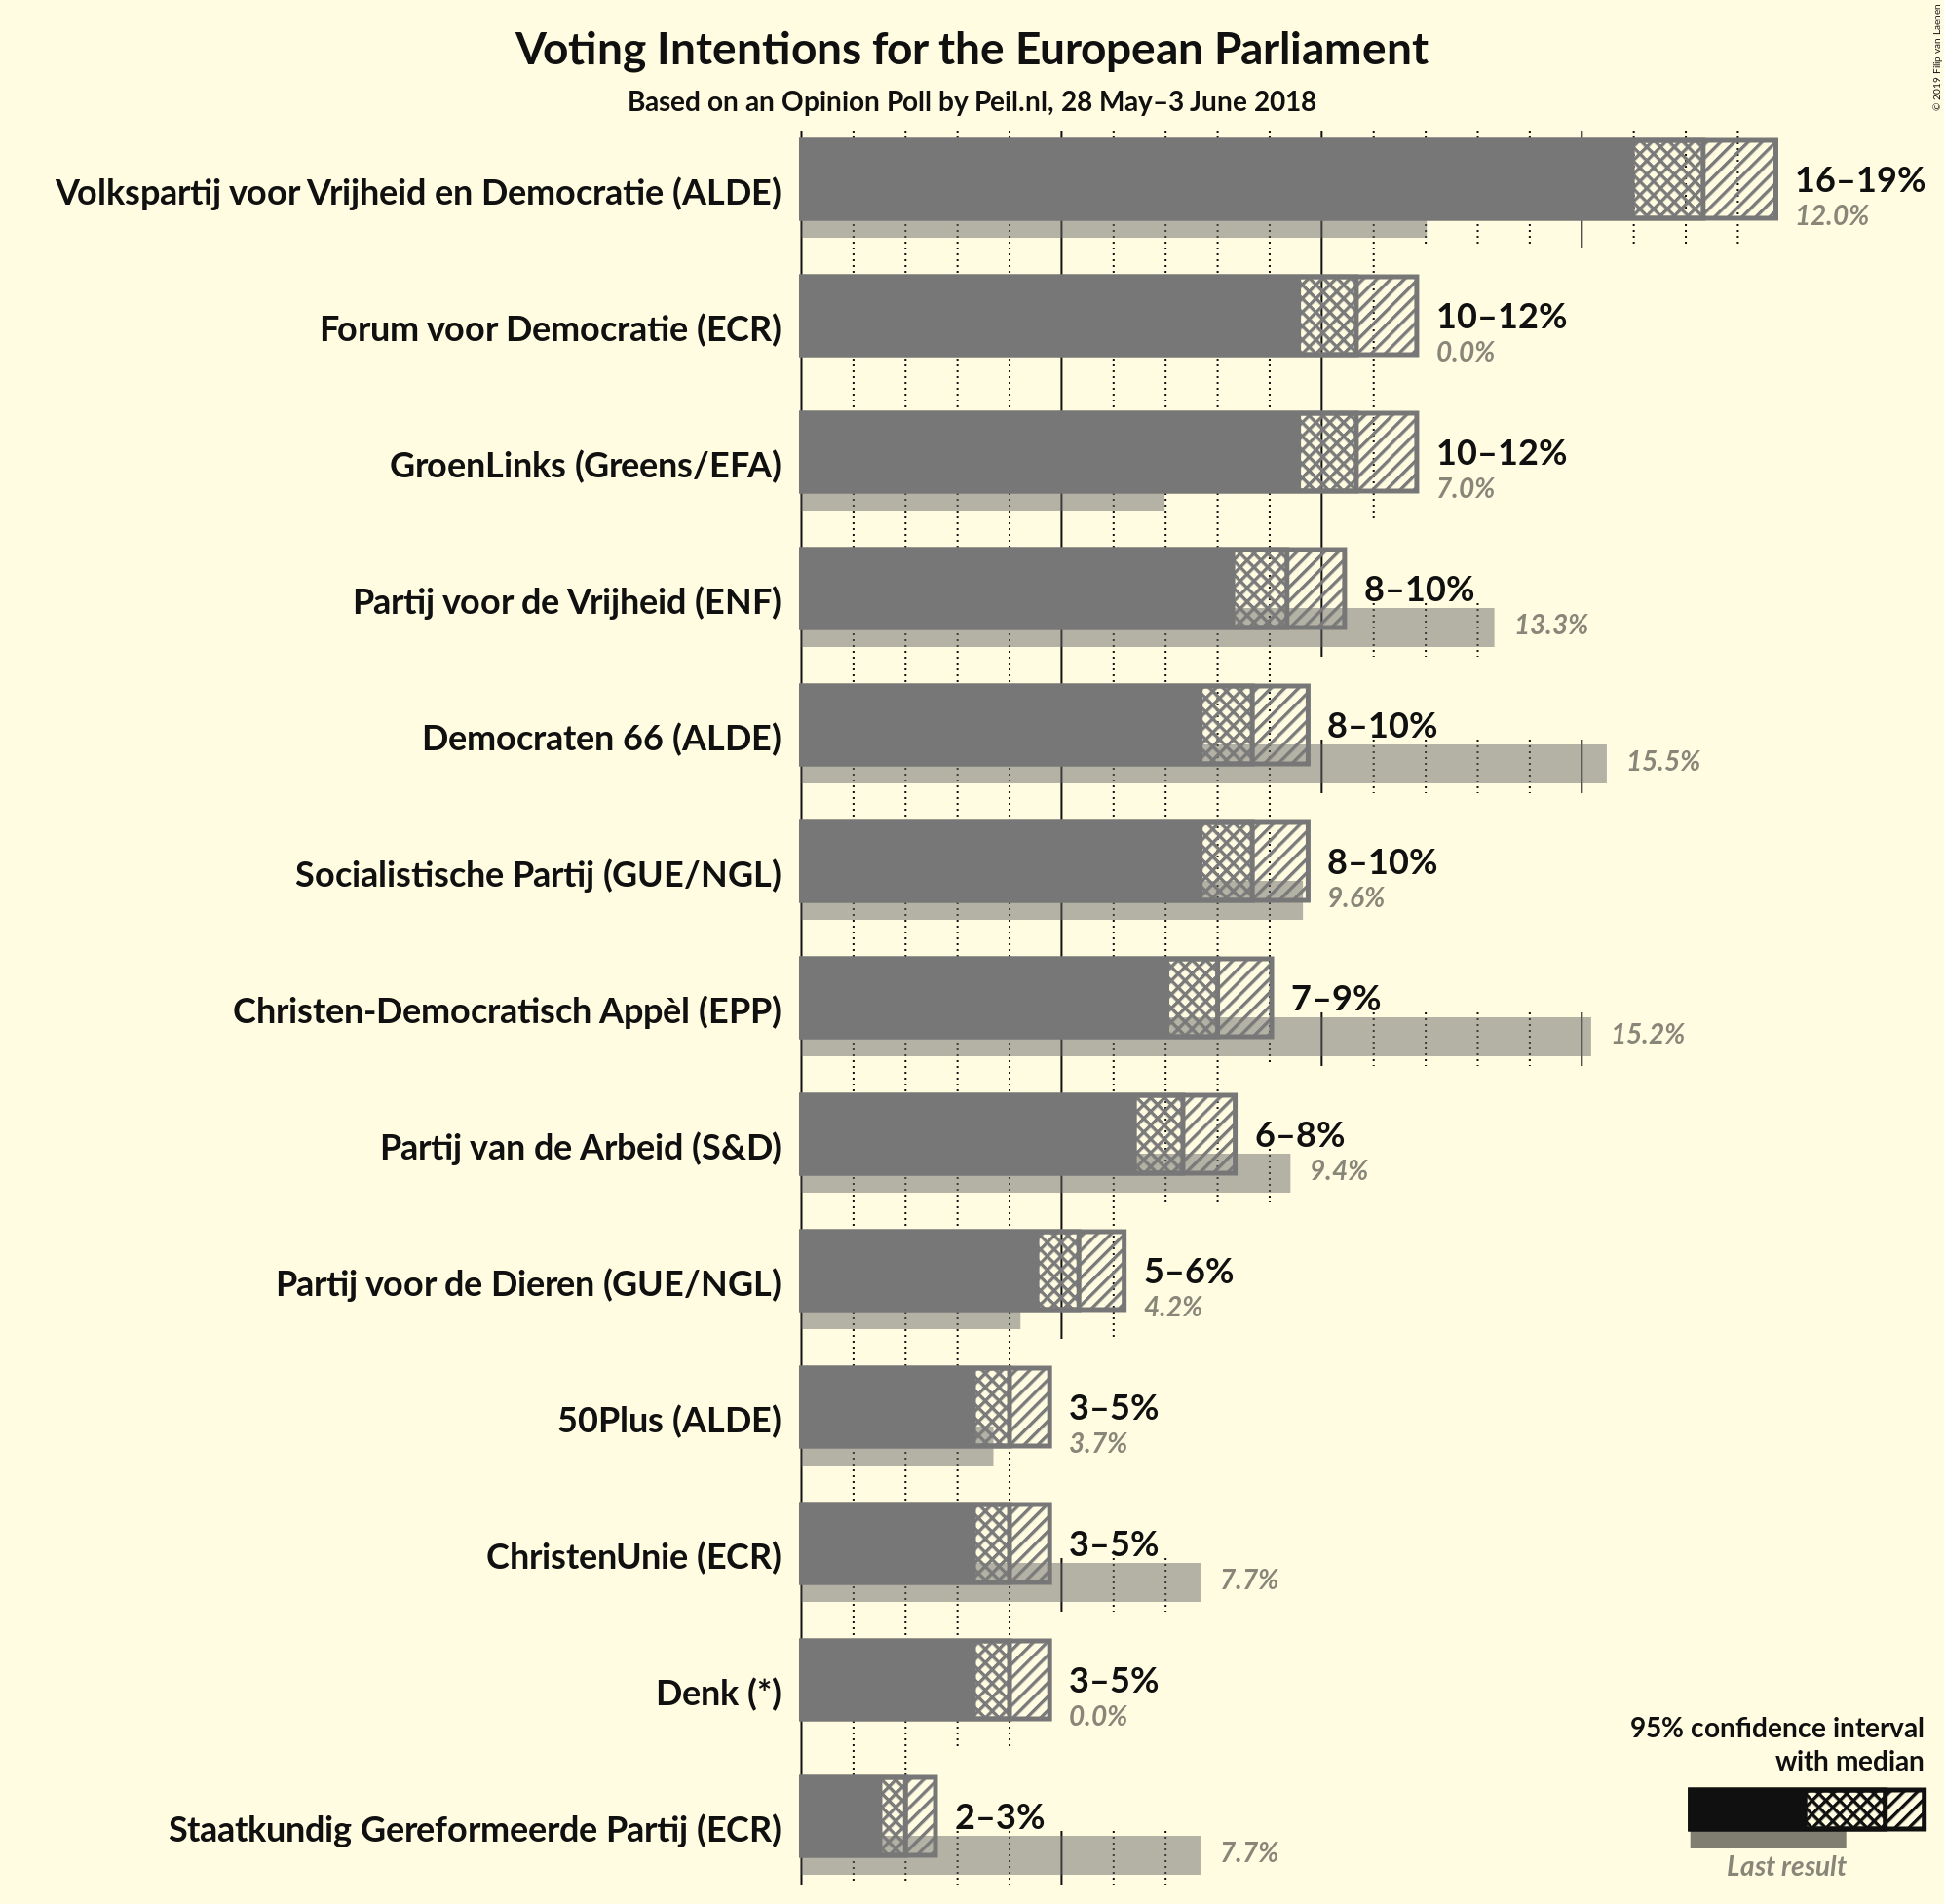 Voting Intentions for the European Parliament
Based on an Opinion Poll by Peil.nl, 28 May–3 June 2018
© 2019 Filip van Laenen
Volkspartij voor Vrijheid en Democratie (ALDE)
16–19%
12.0%
Forum voor Democratie (ECR)
10–12%
0.0%
GroenLinks (Greens/EFA)
10–12%
7.0%
Partij voor de Vrijheid (ENF)
8–10%
13.3%
Democraten 66 (ALDE)
8–10%
15.5%
Socialistische Partij (GUE/NGL)
8–10%
9.6%
Christen-Democratisch Appèl (EPP)
7–9%
15.2%
Partij van de Arbeid (S&D)
6–8%
9.4%
Partij voor de Dieren (GUE/NGL)
5–6%
4.2%
50Plus (ALDE)
3–5%
3.7%
ChristenUnie (ECR)
3–5%
7.7%
Denk (*)
3–5%
0.0%
Staatkundig Gereformeerde Partij (ECR)
2–3%
7.7%
95% confidence interval
with median
Last result